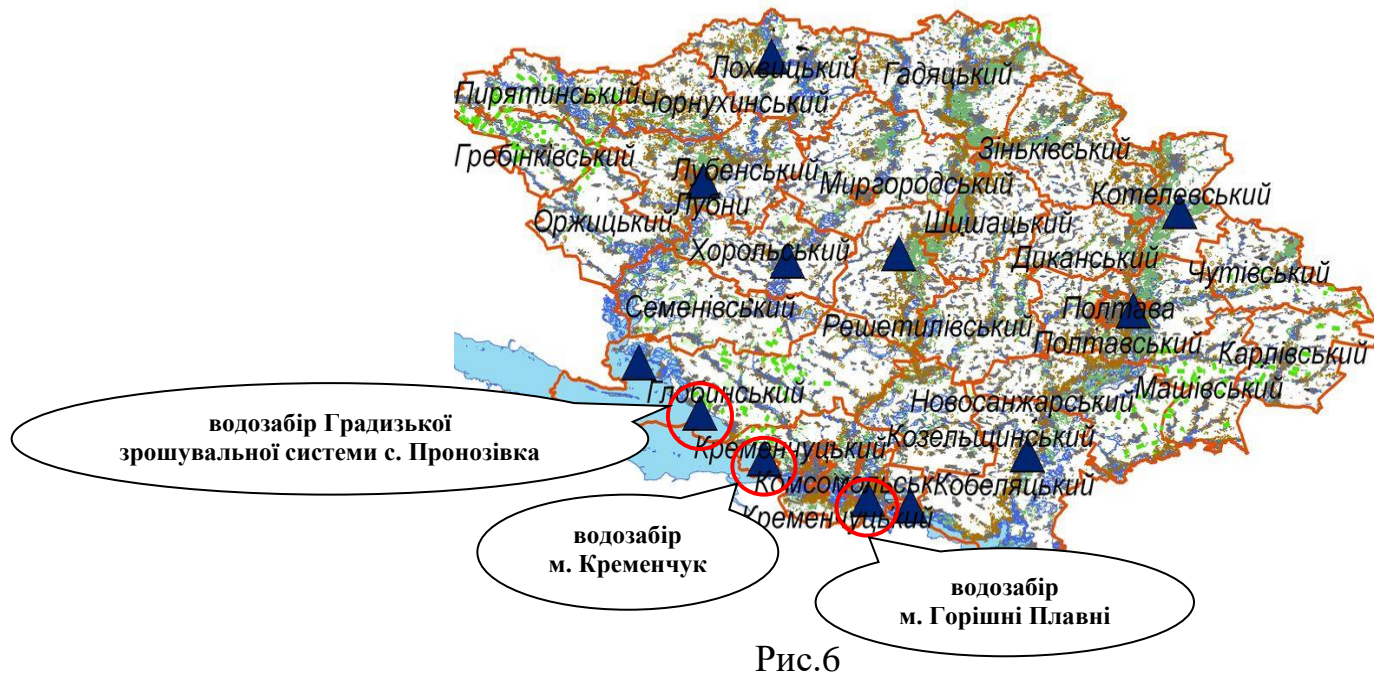 Лохвицький
Гадяцький
Пирятинський
Чорнухинський
Гребінківський
Зіньківський
Лубенський
Миргородський
Котелевський
Лубни
Оржицький
Шишацький
Хорольський
Диканський
Чутівський
Семенівський
Решетилівський
Полтава
Полтавський
Карлівський
Глобинський
Машівський
Новосанжарський
Козельщинський
Кременчуцький
Комсомольськ
Кобеляцький
Кременчуцький
водозабір Градизької
зрошувальної системи с. Пронозівка
водозабір
м. Кременчук
водозабір
м. Горішні Плавні
Рис.6